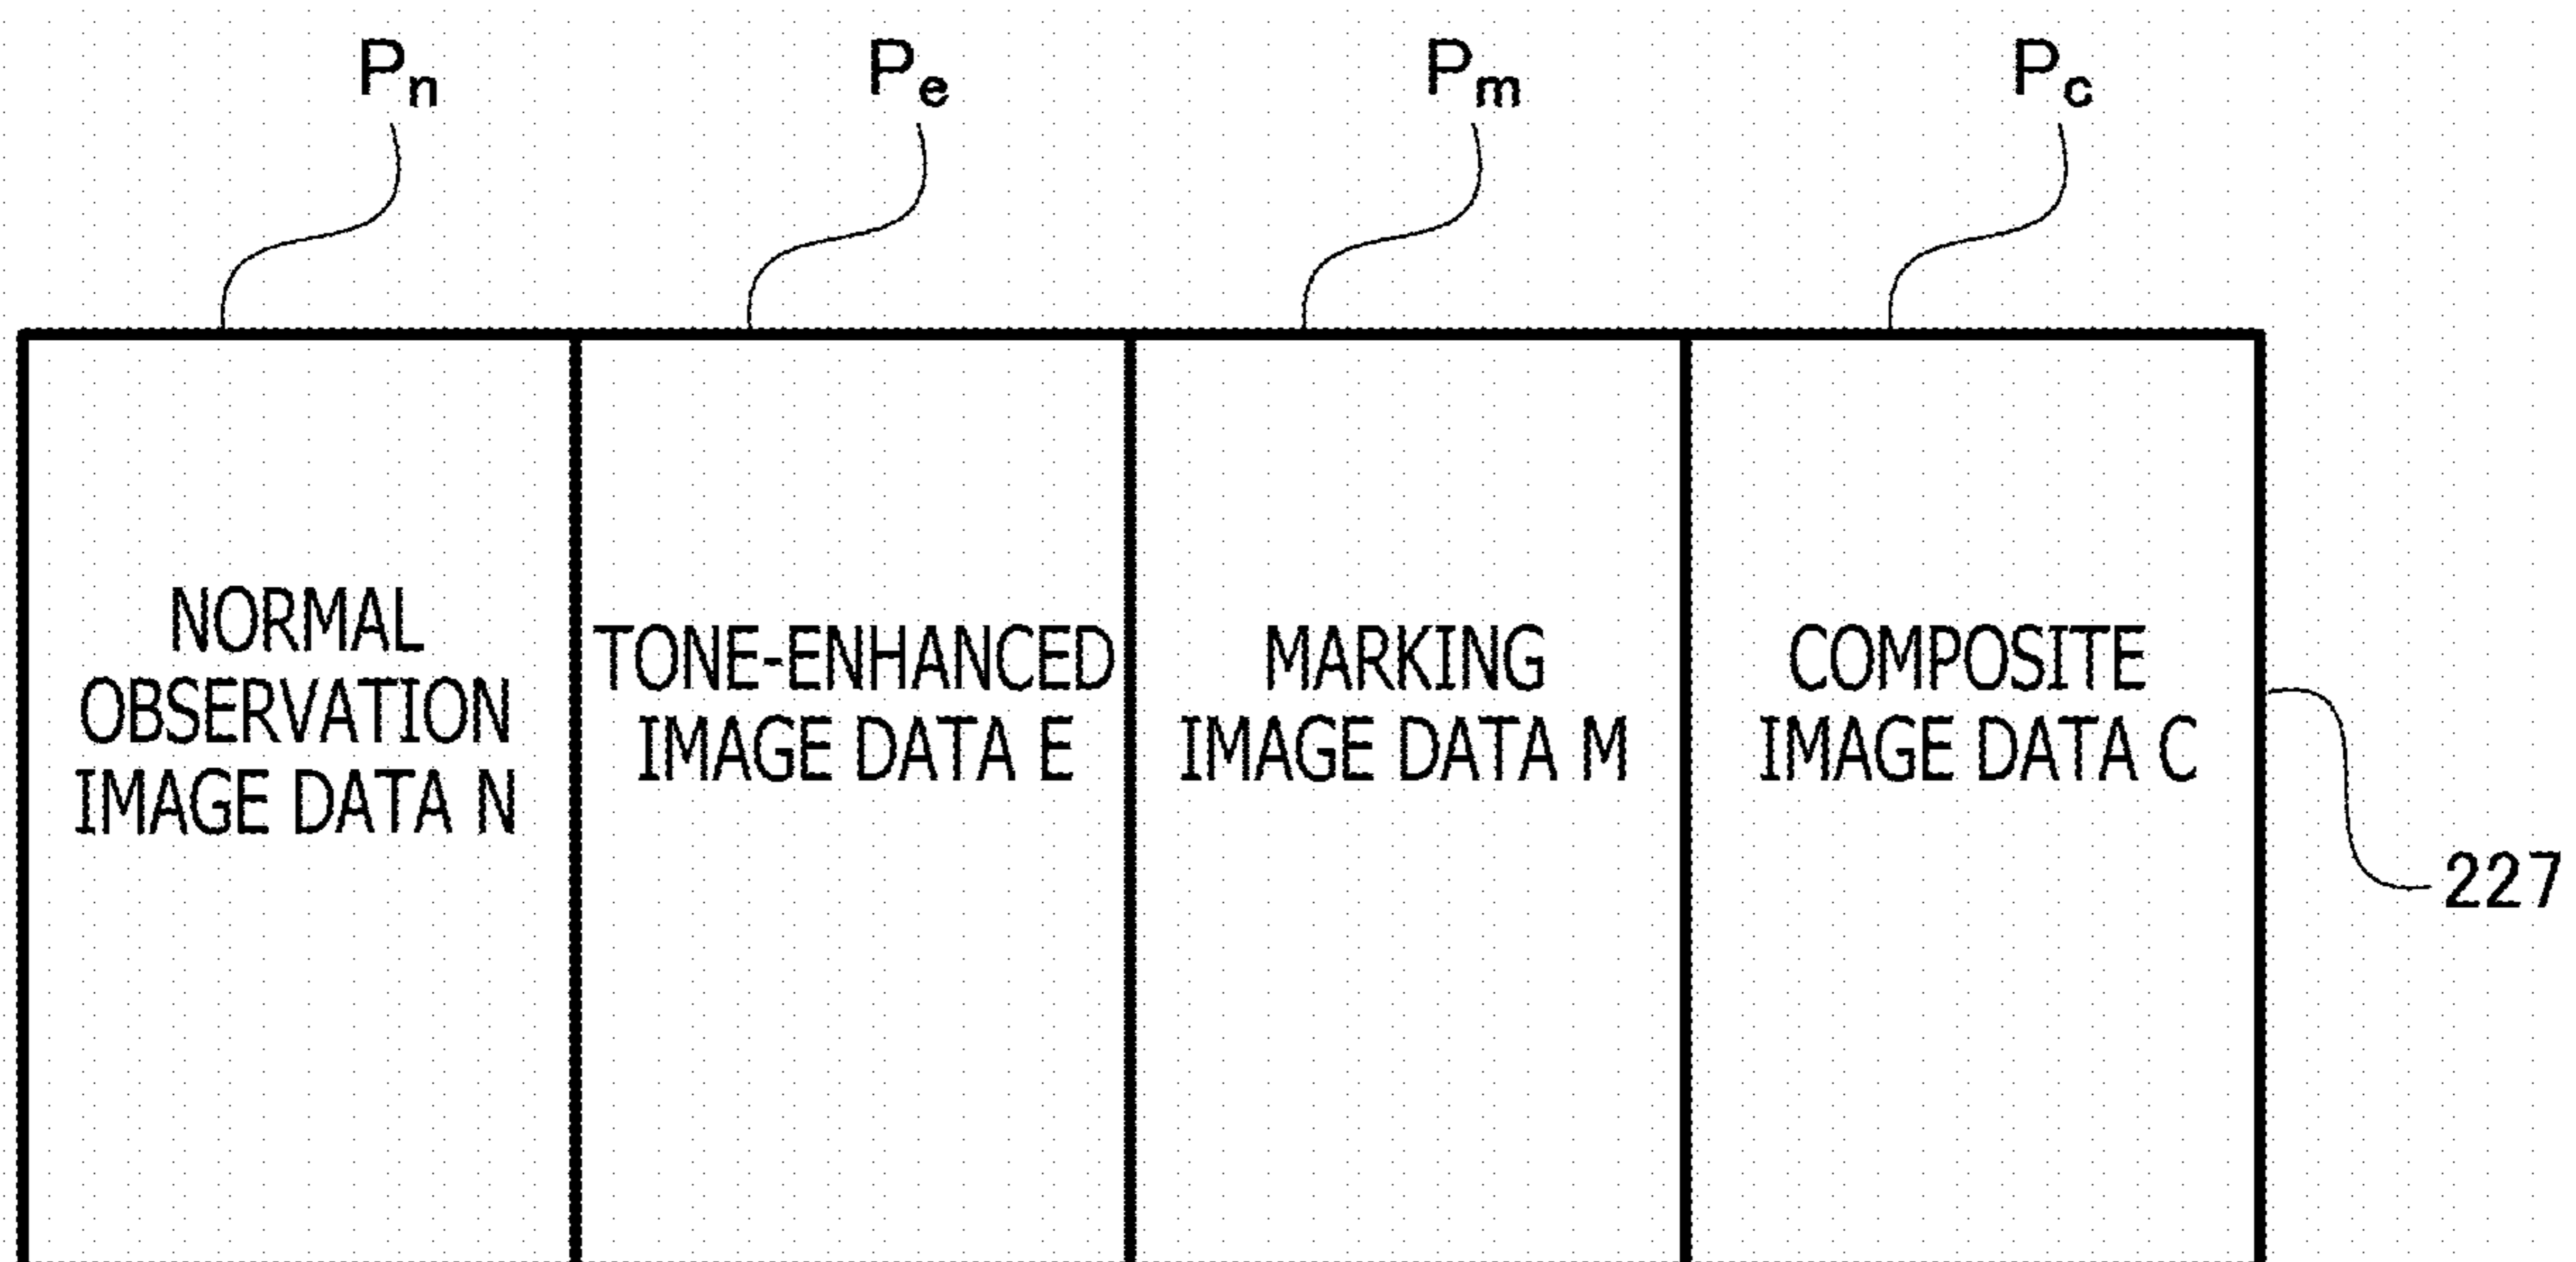 Pn Pe Pm Pc
NORMAL
OBSERVATION
IMAGE DATA N
TONE-ENHANCED
IMAGE DATA E
MARKING
IMAGE DATA M
COMPOSITE
IMAGE DATA C
227